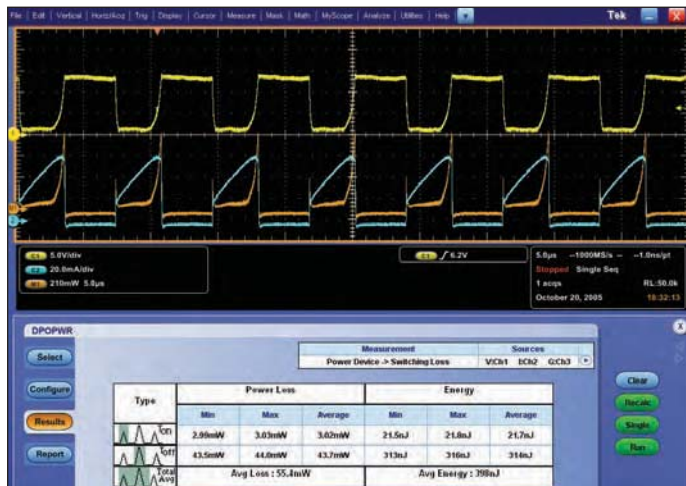 File Edit Vertical Horiz/Acq Trig Display Cursor Measure Mask Math MyScope Analyze Utilities Help Tek X
C1 5.0V/div
C2 20.0mA/div
M1 210mW 5.0µs
C1 6.2V
5.0µs 1000MS/s 1.0ns/pt
Stopped Single Seq
1 acqs RL:50.0k
October 20, 2005 18:32:13
DPOPWR X
Select
Configure
Results
Report
Measurement Sources
Power Device -> Switching Loss V:Ch1 I:Ch2 G:Ch3
Clear
Recalc
Single
Run
Type Power Loss Energy
Min Max Average Min Max Average
Ton 2.99mW 3.03mW 3.02mW 21.5nJ 21.8nJ 21.7nJ
Toff 43.5mW 44.0mW 43.7mW 313nJ 316nJ 314nJ
Total Avg Avg Loss : 55.4mW Avg Energy : 398nJ